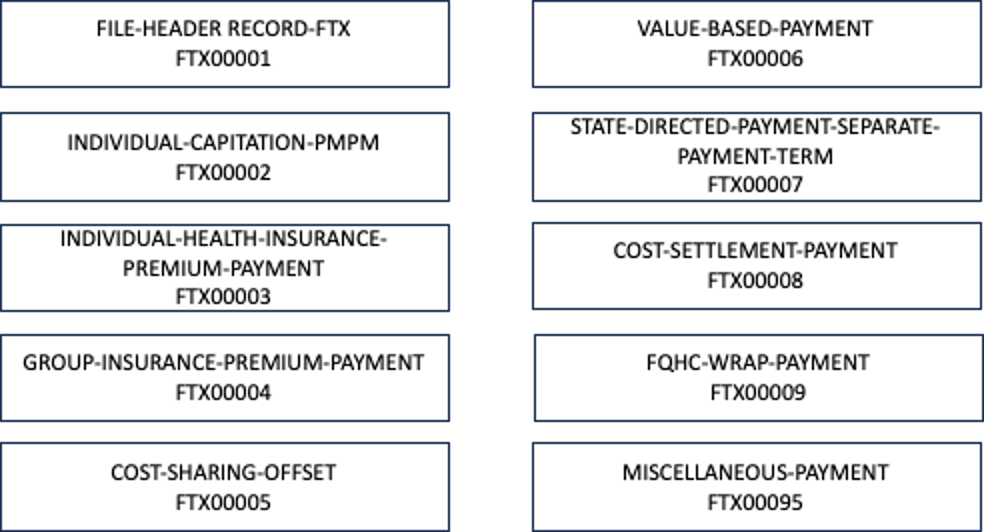 FILE-HEADER RECORD-FTX
FTX00001
INDIVIDUAL-CAPITATION-PMPM
FTX00002
INDIVIDUAL-HEALTH-INSURANCE-
PREMIUM-PAYMENT
FTX00003
GROUP-INSURANCE-PREMIUM-PAYMENT
FTX00004
COST-SHARING-OFFSET
FTX00005
VALUE-BASED-PAYMENT
FTX00006
STATE-DIRECTED-PAYMENT-SEPARATE-
PAYMENT-TERM
FTX00007
COST-SETTLEMENT-PAYMENT
FTX00008
FQHC-WRAP-PAYMENT
FTX00009
MISCELLANEOUS-PAYMENT
FTX00095